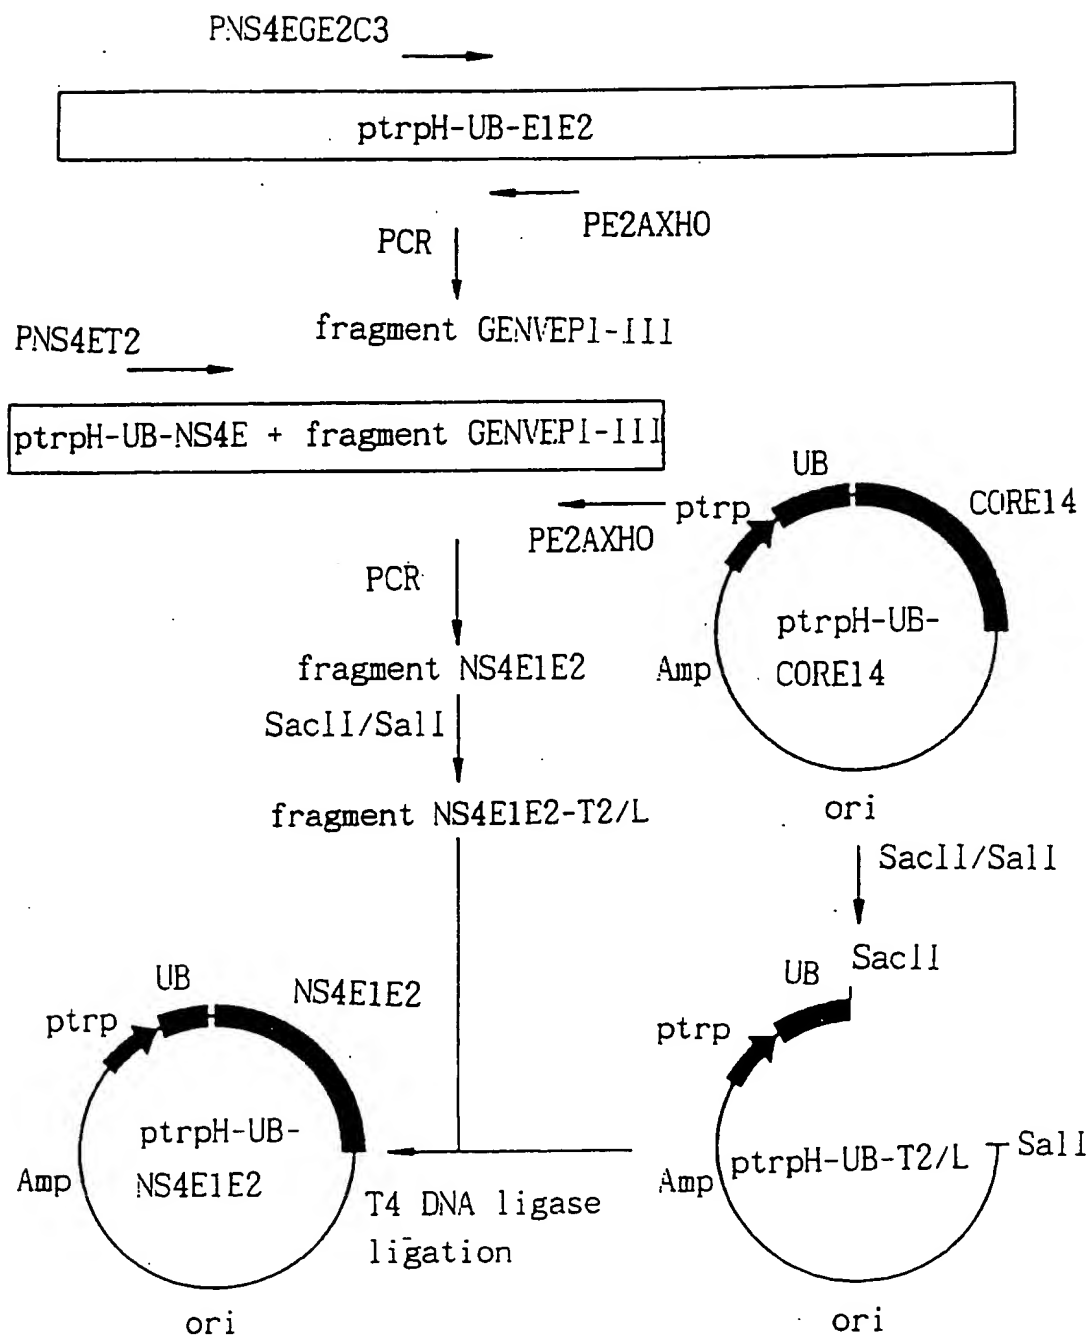 PNS4EGE2C3
ptrpH-UB-E1E2
PE2AXHO
PCR
fragment GENVEPI-III
PNS4ET2
ptrpH-UB-NS4E + fragment GENVEPI-III
PE2AXHO
PCR
fragment NS4E1E2
SacII/SalI
fragment NS4E1E2-T2/L
UB
ptrp
CORE14
ptrpH-UB-
CORE14
Amp
ori
SacII/SalI
SacII
UB
ptrp
SalI
ptrpH-UB-T2/L
Amp
ori
T4 DNA ligase
ligation
UB
NS4E1E2
ptrp
ptrpH-UB-
NS4E1E2
Amp
ori